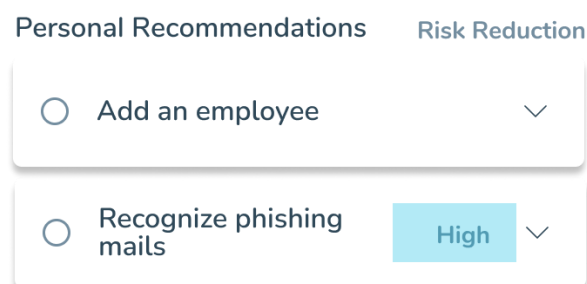 Personal Recommendations Risk Reduction
Add an employee
Recognize phishing
mails
High